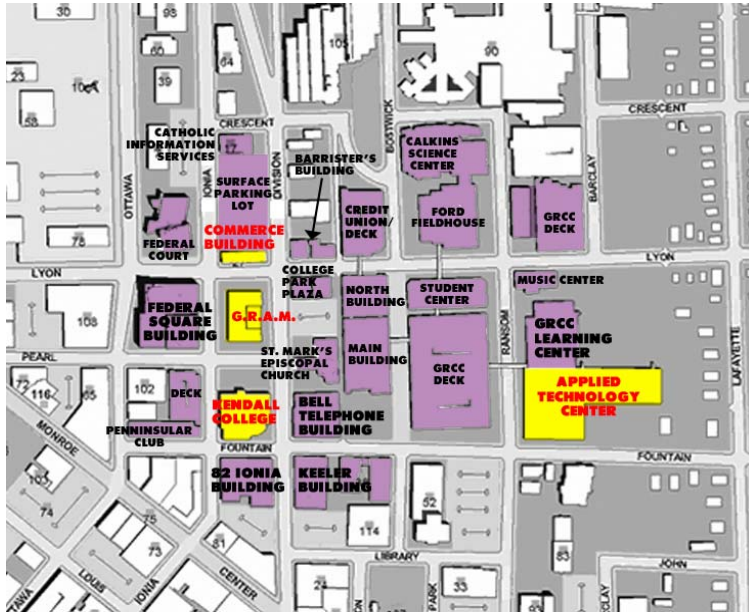 30
98
105
90
60
64
23
39
58
CRESCENT
CRESCENT
CATHOLIC
INFORMATION
SERVICES
17
BOSTWICK
BARRISTER'S
BUILDING
CALKINS
SCIENCE
CENTER
OTTAWA
IONIA
DIVISION
BARCLAY
SURFACE
PARKING
LOT
CREDIT
UNION/
DECK
FORD
FIELDHOUSE
GRCC
DECK
COMMERCE
BUILDING
78
FEDERAL
COURT
LYON
LYON
COLLEGE
PARK
PLAZA
NORTH
BUILDING
STUDENT
CENTER
MUSIC CENTER
FEDERAL
SQUARE
BUILDING
G.R.A.M.
108
RANSOM
GRCC
LEARNING
CENTER
LAFAYETTE
PEARL
ST. MARK'S
EPISCOPAL
CHURCH
MAIN
BUILDING
GRCC
DECK
72
116
65
102
DECK
APPLIED
TECHNOLOGY
CENTER
KENDALL
COLLEGE
BELL
TELEPHONE
BUILDING
PENNINSULAR
CLUB
MONROE
FOUNTAIN
FOUNTAIN
82 IONIA
BUILDING
KEELER
BUILDING
103
74
75
73
81
114
52
83
LIBRARY
JOHN
LOUIS
IONIA
CENTER
24
33
PARK